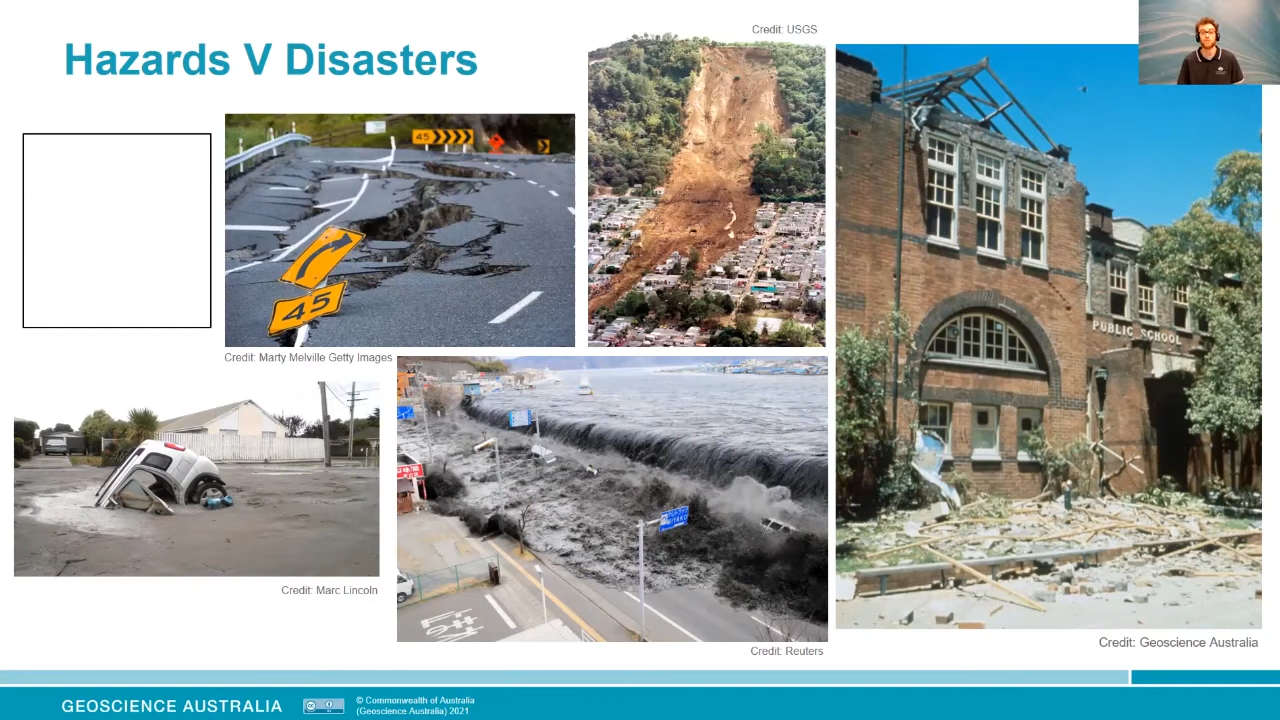 Hazards V Disasters
Credit: USGS
45
45
Credit: Marty Melville Getty Images
PUBLIC SCHOOL
Credit: Marc Lincoln
Credit: Reuters
Credit: Geoscience Australia
GEOSCIENCE AUSTRALIA
© Commonwealth of Australia
(Geoscience Australia) 2021